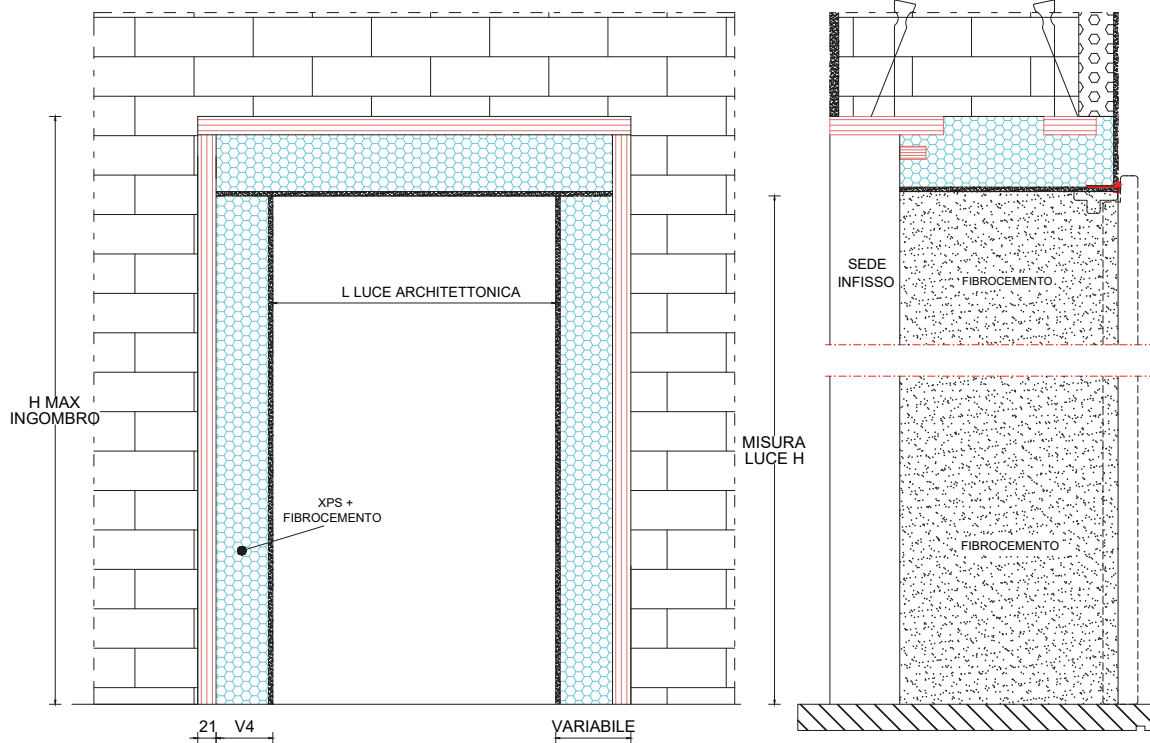 L LUCE ARCHITETTONICA
H MAX
INGOMBRO
XPS +
FIBROCEMENTO
21
V4
VARIABILE
SEDE
INFISSO
FIBROCEMENTO
MISURA
LUCE H
FIBROCEMENTO